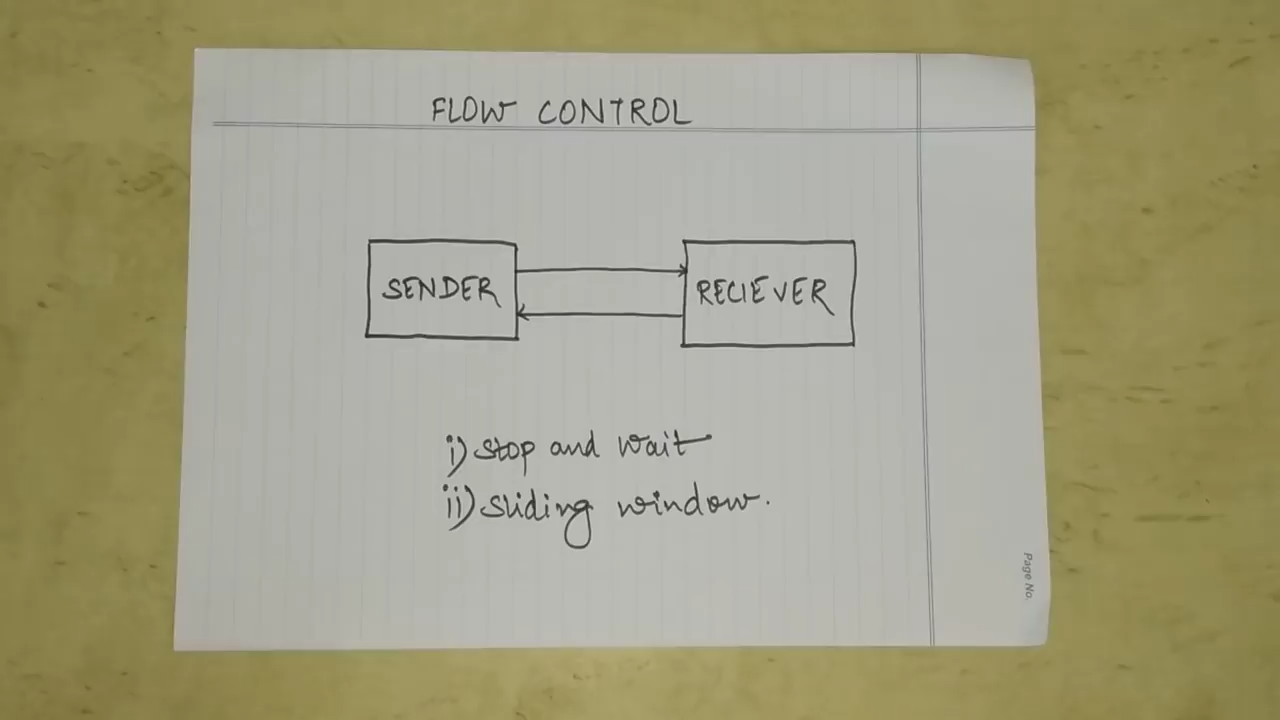 FLOW CONTROL
SENDER
RECIEVER
i) stop and wait
ii) sliding window.
Page No.